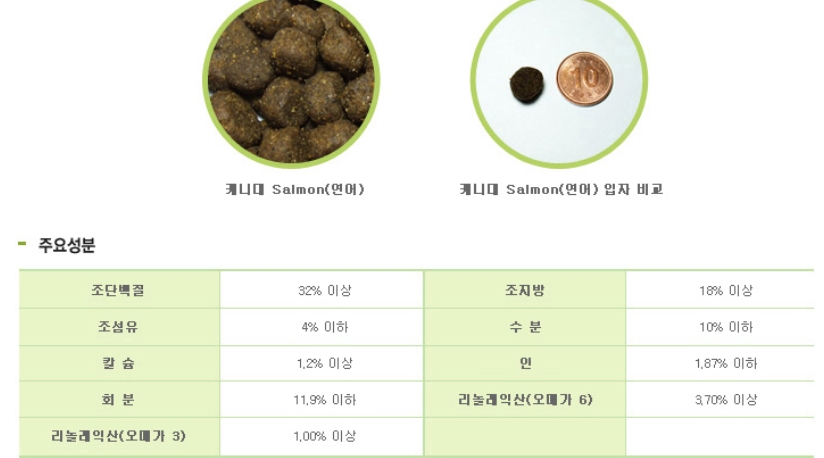 10
캐니대 Salmon(연어)
캐니대 Salmon(연어) 입자 비교
주요성분
조단백질 32% 이상 조지방 18% 이상
조섬유 4% 이하 수 분 10% 이하
칼 슘 1.2% 이상 인 1.87% 이하
회 분 11.9% 이하 리놀레익산(오메가 6) 3.70% 이상
리놀레익산(오메가 3) 1.00% 이상